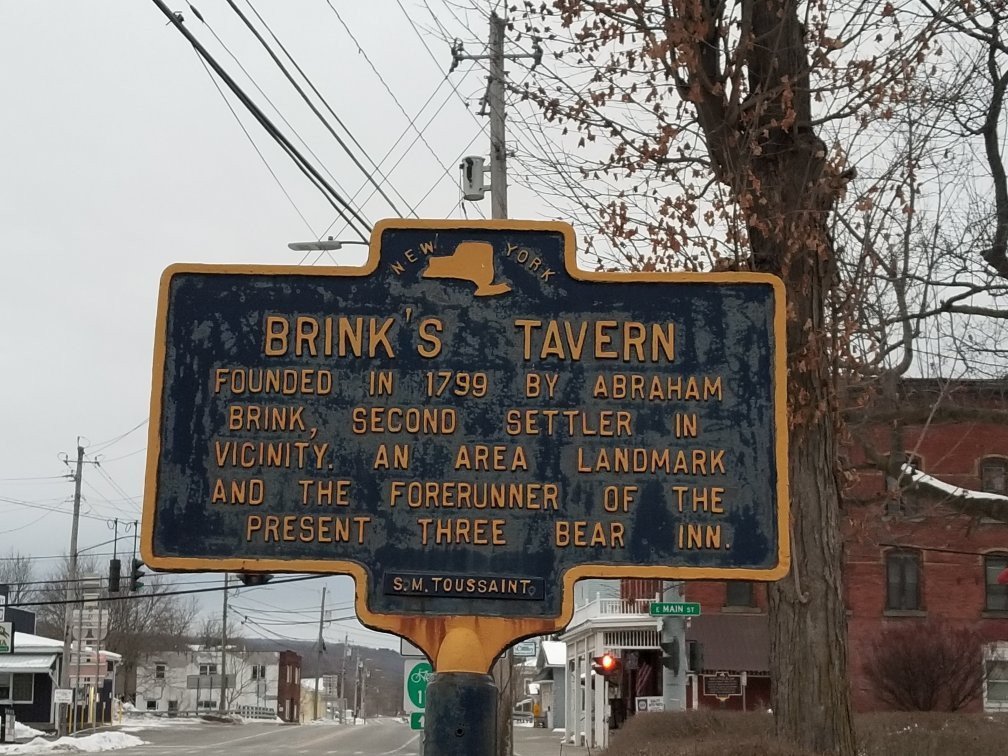 NEW YORK
BRINK'S TAVERN
FOUNDED IN 1799 BY ABRAHAM
BRINK, SECOND SETTLER IN
VICINITY. AN AREA LANDMARK
AND THE FORERUNNER OF THE
PRESENT THREE BEAR INN.
S.M. TOUSSAINT
E MAIN ST